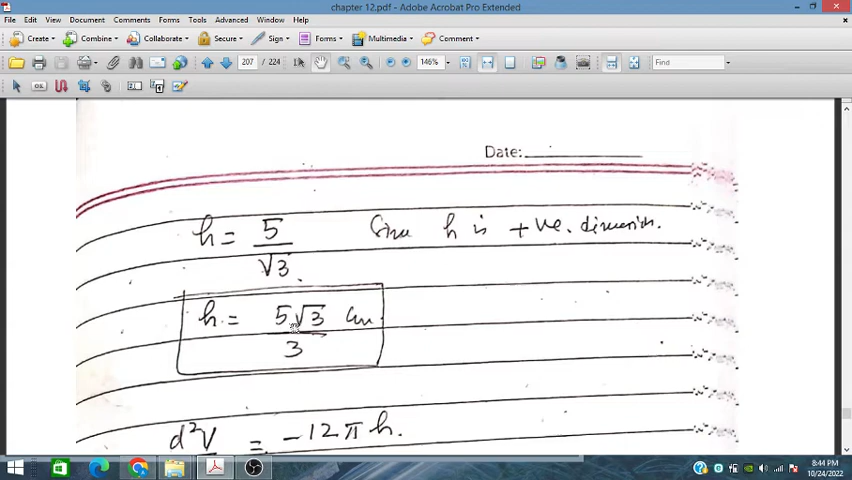 chapter 12.pdf - Adobe Acrobat Pro Extended
File Edit View Document Comments Forms Tools Advanced Window Help
Create Combine Collaborate Secure Sign Forms Multimedia Comment
207 / 224 146% Find
Date:
h = 5/√3. Since h is +ve. dimension.
h = 5√3/3 cm.
d²V = -12πh.
8:44 PM
10/24/2022